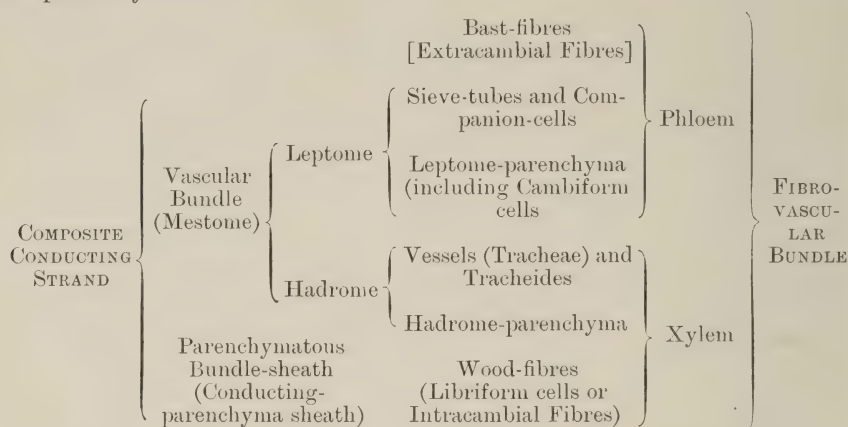 Bast-fibres
[Extracambial Fibres]
Sieve-tubes and Com-
panion-cells
Phloem
Leptome
Leptome-parenchyma
(including Cambiform
cells
Vascular
Bundle
(Mestome)
FIBRO-
VASCU-
LAR
BUNDLE
COMPOSITE
CONDUCTING
STRAND
Vessels (Tracheae) and
Tracheides
Hadrome
Hadrome-parenchyma
Xylem
Parenchymatous
Bundle-sheath
(Conducting-
parenchyma sheath)
Wood-fibres
(Libriform cells or
Intracambial Fibres)